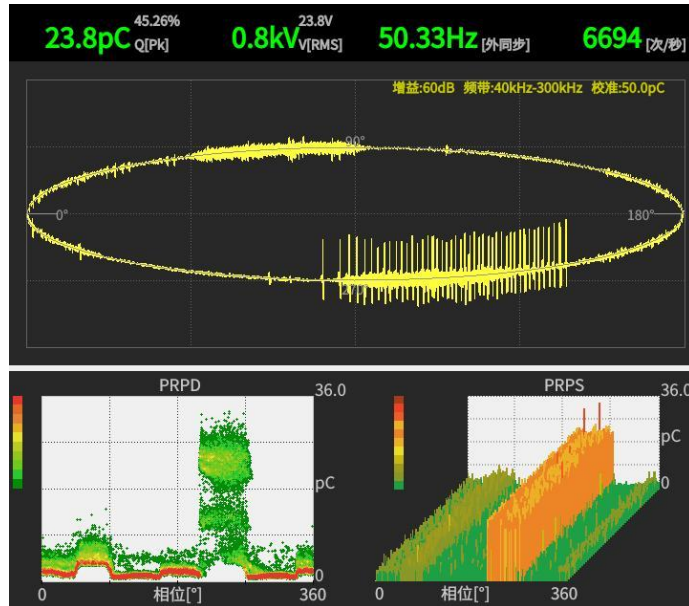 45.26% 23.8V
23.8pC Q[Pk] 0.8kV V[RMS] 50.33Hz [外同步] 6694 [次/秒]
增益:60dB 频带:40kHz-300kHz 校准:50.0pC
90°
0° 180°
270°
PRPD 36.0 PRPS 36.0
pC pC
0
0
0 相位[°] 360 0 相位[°] 360